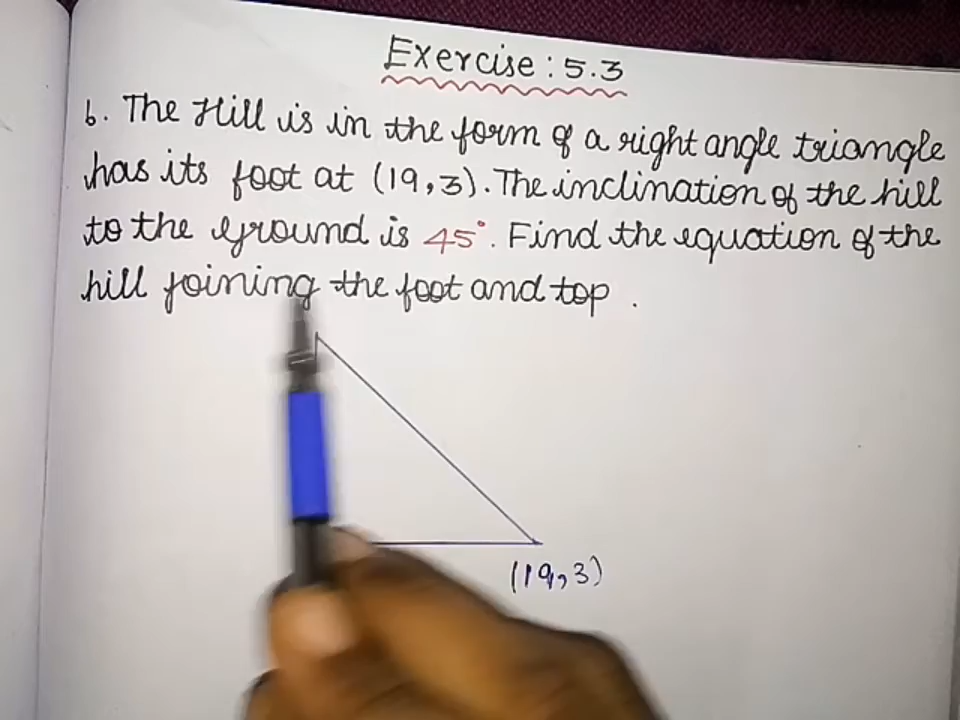 Exercise: 5.3
6. The Hill is in the form of a right angle triangle
has its foot at (19,3). The inclination of the hill
to the ground is 45°. Find the equation of the
hill joining the foot and top .
(19,3)